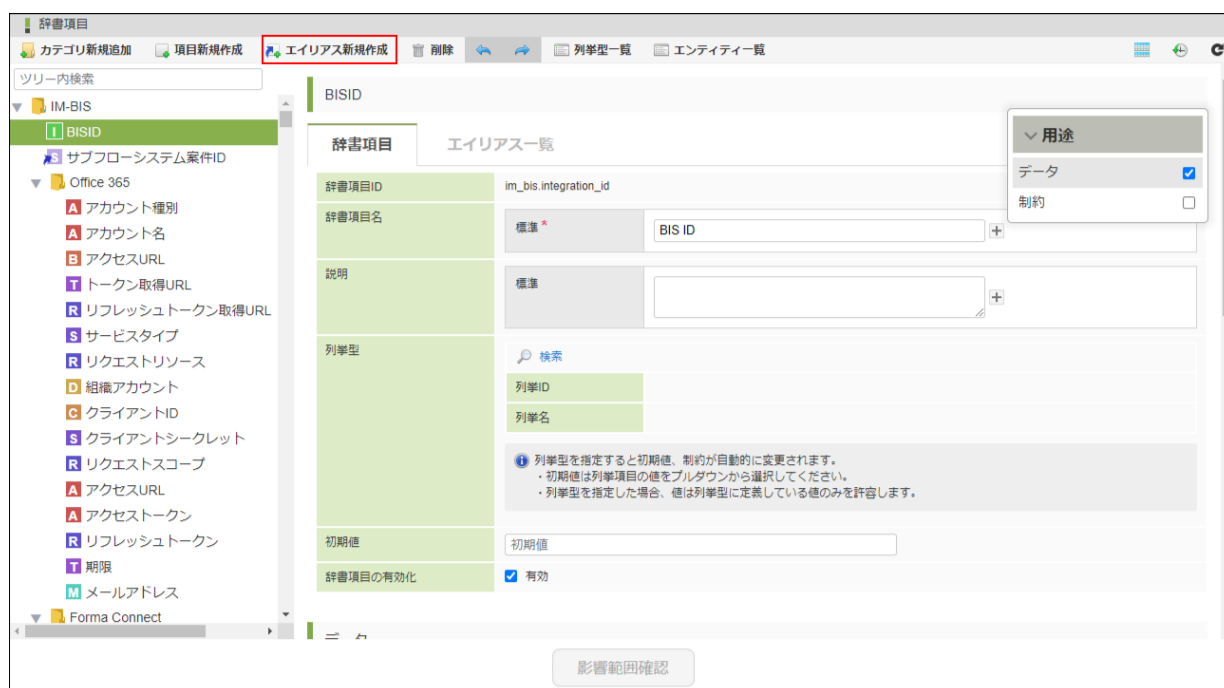 辞書項目
カテゴリ新規追加 項目新規作成 エイリアス新規作成 削除 列挙型一覧 エンティティ一覧
ツリー内検索
IM-BIS
I BISID
S サブフローシステム案件ID
Office 365
A アカウント種別
A アカウント名
B アクセスURL
T トークン取得URL
R リフレッシュトークン取得URL
S サービスタイプ
R リクエストリソース
D 組織アカウント
C クライアントID
S クライアントシークレット
R リクエストスコープ
A アクセスURL
A アクセストークン
R リフレッシュトークン
T 期限
M メールアドレス
Forma Connect
BISID
辞書項目 エイリアス一覧
辞書項目ID im_bis.integration_id
辞書項目名 標準* BIS ID
説明 標準
列挙型 検索
列挙ID
列挙名
列挙型を指定すると初期値、制約が自動的に変更されます。
・初期値は列挙項目の値をプルダウンから選択してください。
・列挙型を指定した場合、値は列挙型に定義している値のみを許容します。
初期値 初期値
辞書項目の有効化 有効
用途
データ
制約
影響範囲確認